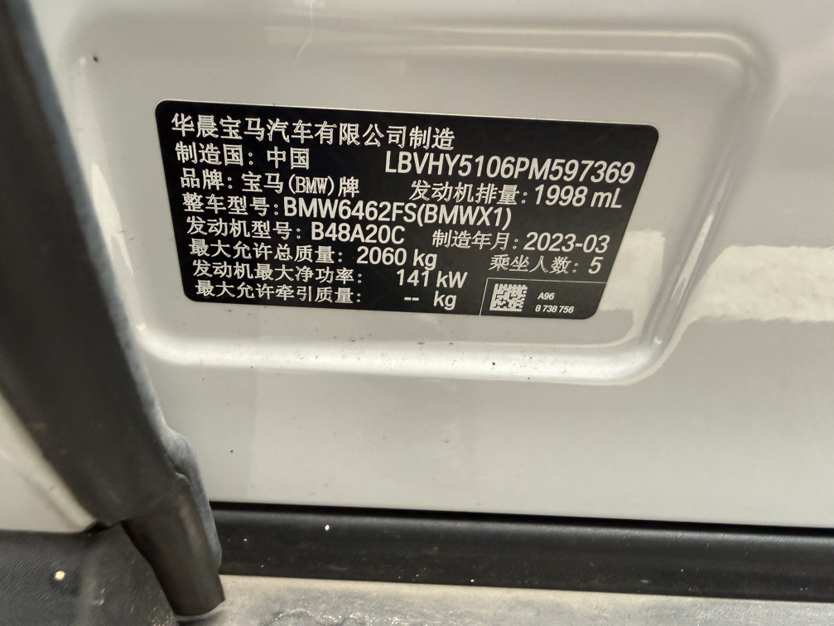 华晨宝马汽车有限公司制造
制造国: 中国 LBVHY5106PM597369
品牌: 宝马(BMW)牌 发动机排量: 1998 mL
整车型号: BMW6462FS(BMWX1)
发动机型号: B48A20C 制造年月: 2023-03
最大允许总质量: 2060 kg 乘坐人数: 5
发动机最大净功率: 141 kW
最大允许牵引质量: -- kg
A96
8 738 756